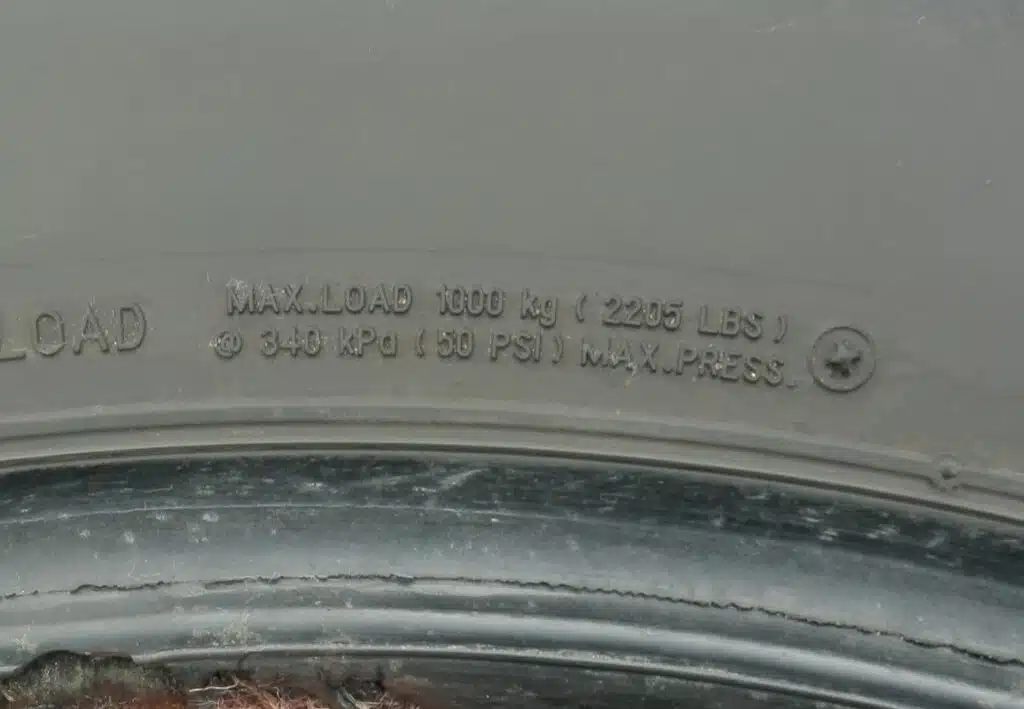 LOAD
MAX.LOAD 1000 kg ( 2205 LBS )
@ 340 kPa ( 50 PSI ) MAX.PRESS.